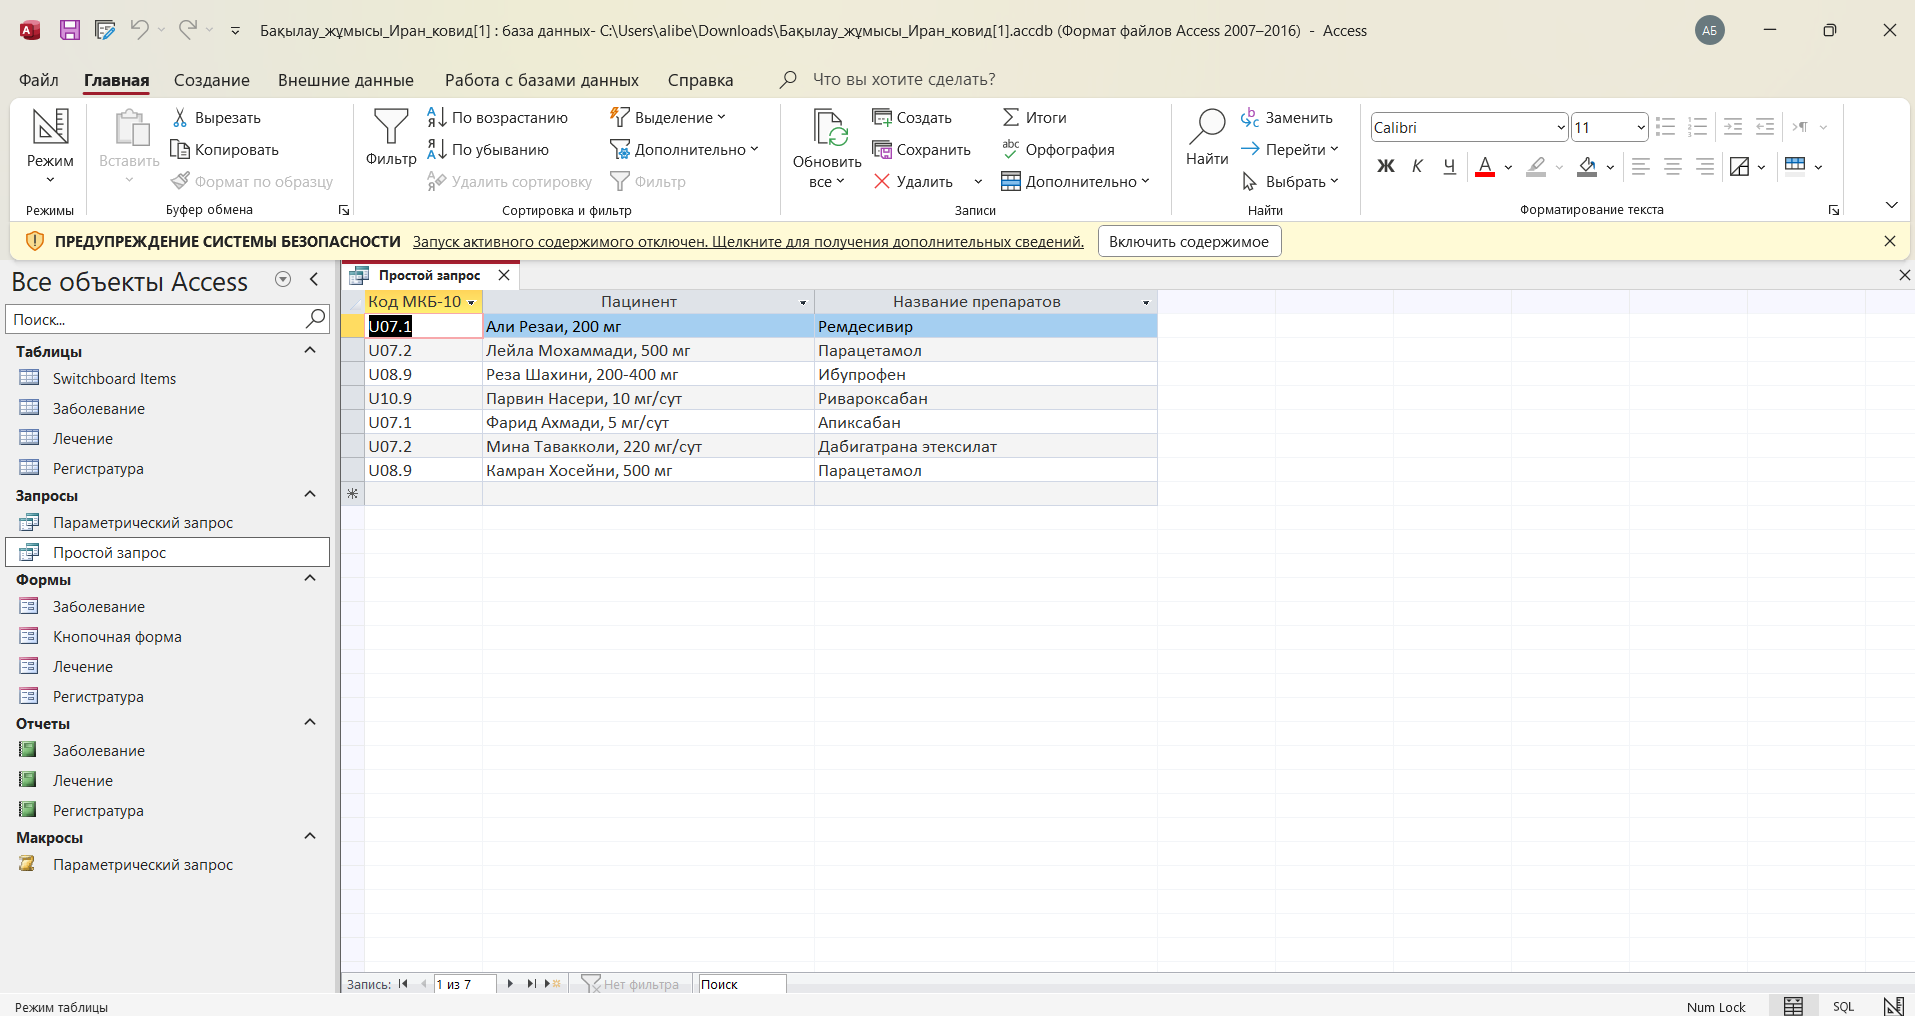 Бақылау_жұмысы_Иран_ковид[1] : база данных- C:\Users\alibe\Downloads\Бақылау_жұмысы_Иран_ковид[1].accdb (Формат файлов Access 2007–2016) - Access
АБ
Файл Главная Создание Внешние данные Работа с базами данных Справка Что вы хотите сделать?
Режим
Режимы
Вставить
Вырезать
Копировать
Формат по образцу
Буфер обмена
Фильтр
По возрастанию
По убыванию
Удалить сортировку
Выделение
Дополнительно
Фильтр
Сортировка и фильтр
Обновить
все
Создать
Сохранить
Удалить
Итоги
Орфография
Дополнительно
Записи
Найти
Заменить
Перейти
Выбрать
Найти
Calibri 11
Ж К Ч А
Форматирование текста
ПРЕДУПРЕЖДЕНИЕ СИСТЕМЫ БЕЗОПАСНОСТИ Запуск активного содержимого отключен. Щелкните для получения дополнительных сведений. Включить содержимое
Все объекты Access
Поиск...
Таблицы
Switchboard Items
Заболевание
Лечение
Регистратура
Запросы
Параметрический запрос
Простой запрос
Формы
Заболевание
Кнопочная форма
Лечение
Регистратура
Отчеты
Заболевание
Лечение
Регистратура
Макросы
Параметрический запрос
Простой запрос
Код МКБ-10 Пацинент Название препаратов
U07.1 Али Резаи, 200 мг Ремдесивир
U07.2 Лейла Мохаммади, 500 мг Парацетамол
U08.9 Реза Шахини, 200-400 мг Ибупрофен
U10.9 Парвин Насери, 10 мг/сут Ривароксабан
U07.1 Фарид Ахмади, 5 мг/сут Апиксабан
U07.2 Мина Тавакколи, 220 мг/сут Дабигатрана этексилат
U08.9 Камран Хосейни, 500 мг Парацетамол
Запись: 1 из 7 Нет фильтра Поиск
Режим таблицы Num Lock SQL